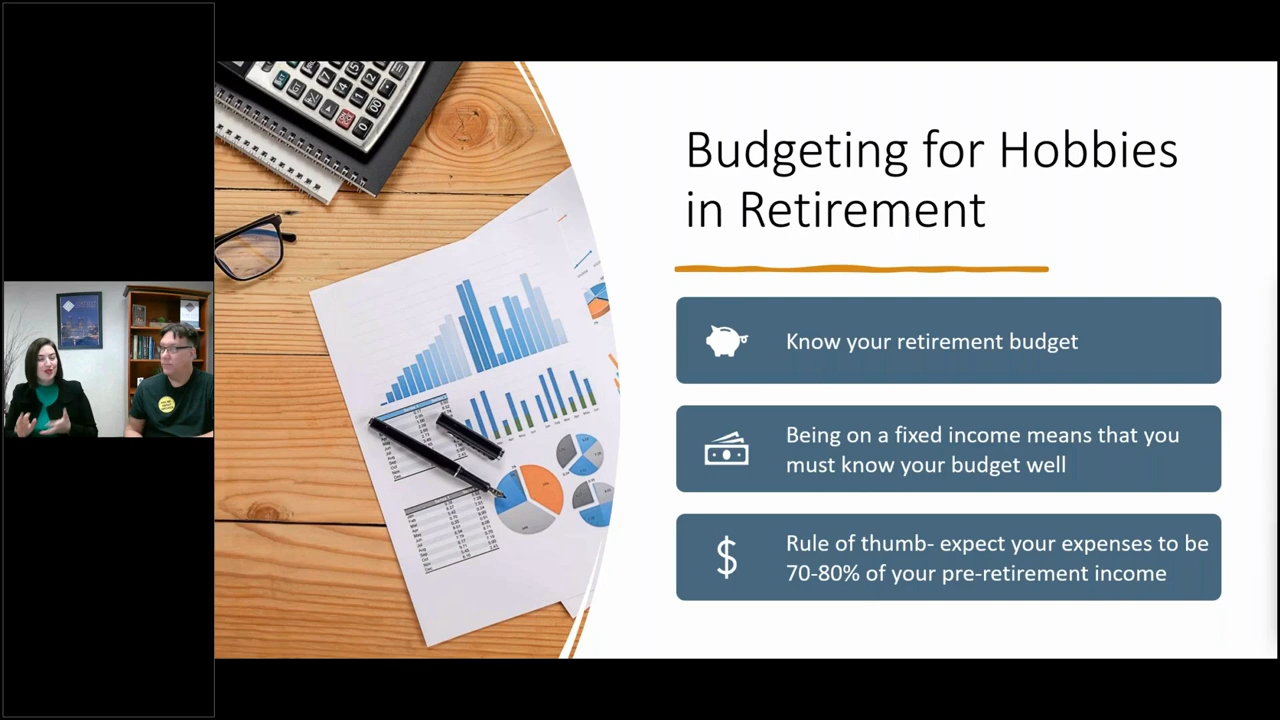 Budgeting for Hobbies
in Retirement
Know your retirement budget
Being on a fixed income means that you
must know your budget well
Rule of thumb- expect your expenses to be
70-80% of your pre-retirement income